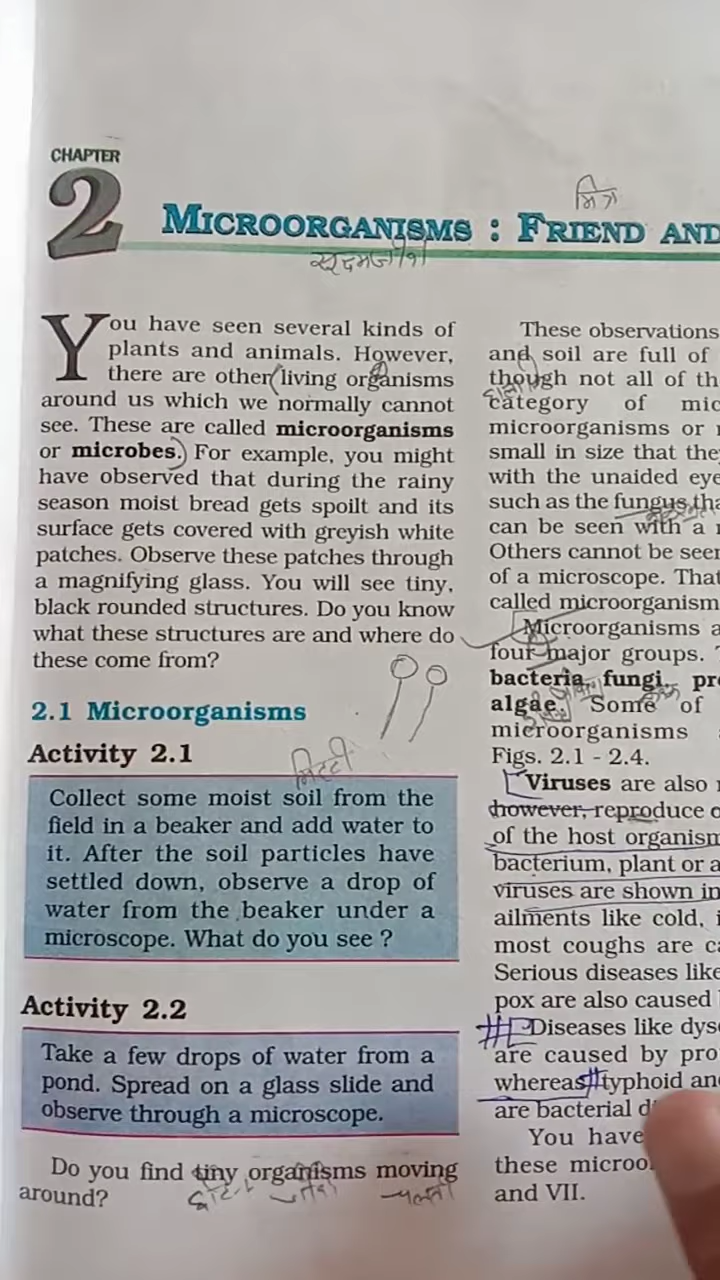 CHAPTER
2
मित्र
MICROORGANISMS : FRIEND AND
You have seen several kinds of
plants and animals. However,
there are other living organisms
around us which we normally cannot
see. These are called microorganisms
or microbes. For example, you might
have observed that during the rainy
season moist bread gets spoilt and its
surface gets covered with greyish white
patches. Observe these patches through
a magnifying glass. You will see tiny,
black rounded structures. Do you know
what these structures are and where do
these come from?
2.1 Microorganisms
Activity 2.1
मिट्टी
Collect some moist soil from the
field in a beaker and add water to
it. After the soil particles have
settled down, observe a drop of
water from the beaker under a
microscope. What do you see ?
Activity 2.2
Take a few drops of water from a
pond. Spread on a glass slide and
observe through a microscope.
Do you find tiny organisms moving
around?
These observations
and soil are full of
though not all of th
category of mic
microorganisms or
small in size that the
with the unaided eye
such as the fungus tha
can be seen with a
Others cannot be seen
of a microscope. That
called microorganism
Microorganisms a
four major groups.
bacteria, fungi, pro
algae. Some of
microorganisms
Figs. 2.1 - 2.4.
Viruses are also
however, reproduce o
of the host organism
bacterium, plant or a
viruses are shown in
ailments like cold, i
most coughs are ca
Serious diseases like
pox are also caused
Diseases like dyse
are caused by pro
whereas typhoid and
are bacterial d
You have
these microo
and VII.